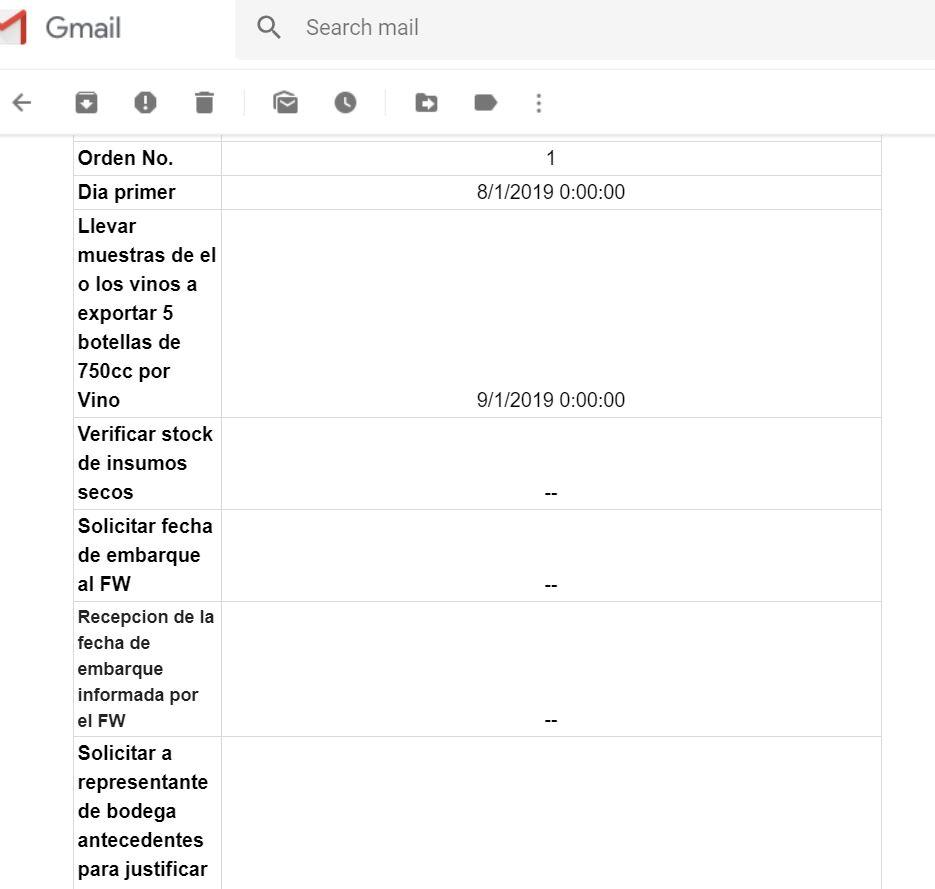 Gmail
Search mail
Orden No. 1
Dia primer 8/1/2019 0:00:00
Llevar
muestras de el
o los vinos a
exportar 5
botellas de
750cc por
Vino 9/1/2019 0:00:00
Verificar stock
de insumos
secos --
Solicitar fecha
de embarque
al FW --
Recepcion de la
fecha de
embarque
informada por
el FW --
Solicitar a
representante
de bodega
antecedentes
para justificar